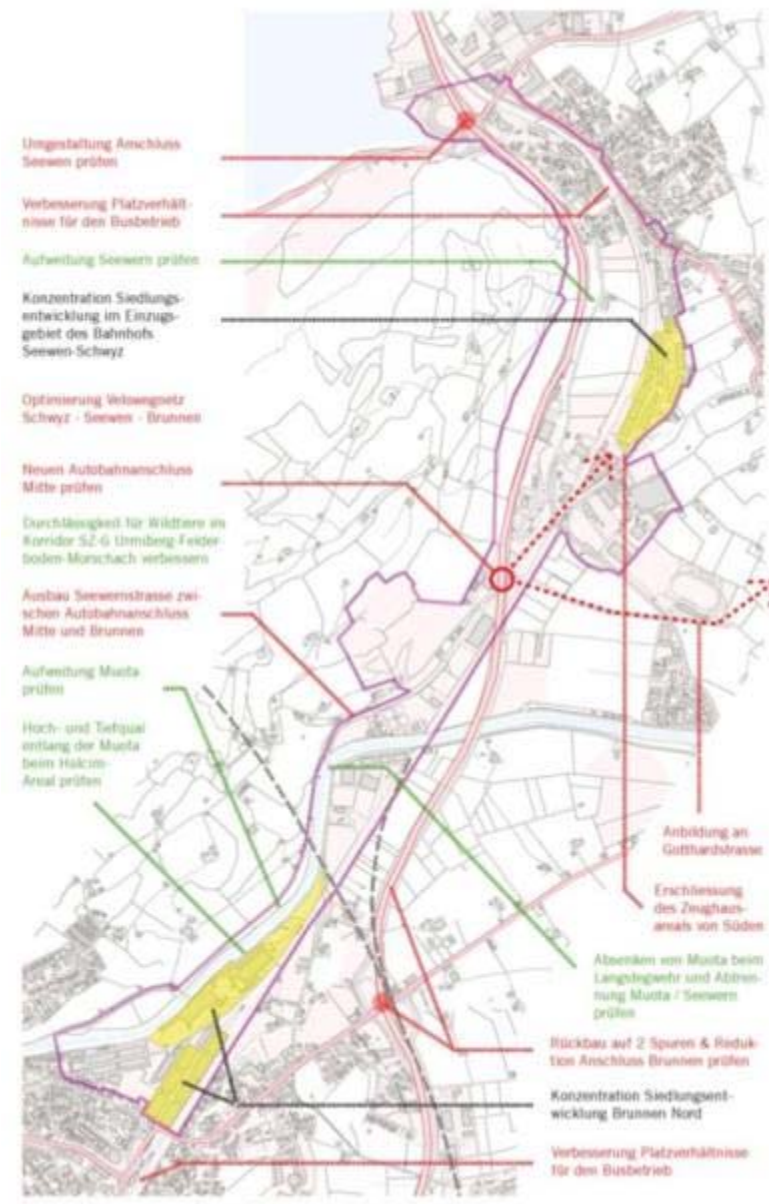 Umgestaltung Anschluss
Seewen prüfen
Verbesserung Platzverhält-
nisse für den Busbetrieb
Aufweitung Seewern prüfen
Konzentration Siedlungs-
entwicklung im Einzugs-
gebiet des Bahnhofs
Seewen-Schwyz
Optimierung Velowegnetz
Schwyz - Seewen - Brunnen
Neuen Autobahnanschluss
Mitte prüfen
Durchlässigkeit für Wildtiere im
Korridor SZ-6 Urmiberg-Felder-
boden-Morschach verbessern
Ausbau Seewernstrasse zwi-
schen Autobahnanschluss
Mitte und Brunnen
Aufweitung Muota
prüfen
Hoch- und Tiefquai
entlang der Muota
beim Holcim-
Areal prüfen
Anbildung an
Gotthardstrasse
Erschliessung
des Zeughaus-
areals von Süden
Absenken von Muota beim
Langstegwehr und Abtren-
nung Muota / Seewern
prüfen
Rückbau auf 2 Spuren & Reduk-
tion Anschluss Brunnen prüfen
Konzentration Siedlungsent-
wicklung Brunnen Nord
Verbesserung Platzverhältnisse
für den Busbetrieb